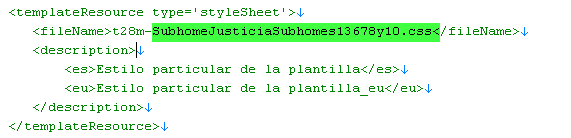 <templateResource type='styleSheet'>↓
<fileName>t28m-SubhomeJusticiaSubhomes13678y10.css</fileName>↓
<description>↓
<es>Estilo particular de la plantilla</es>↓
<eu>Estilo particular de la plantilla_eu</eu>↓
</description>↓
</templateResource>↓